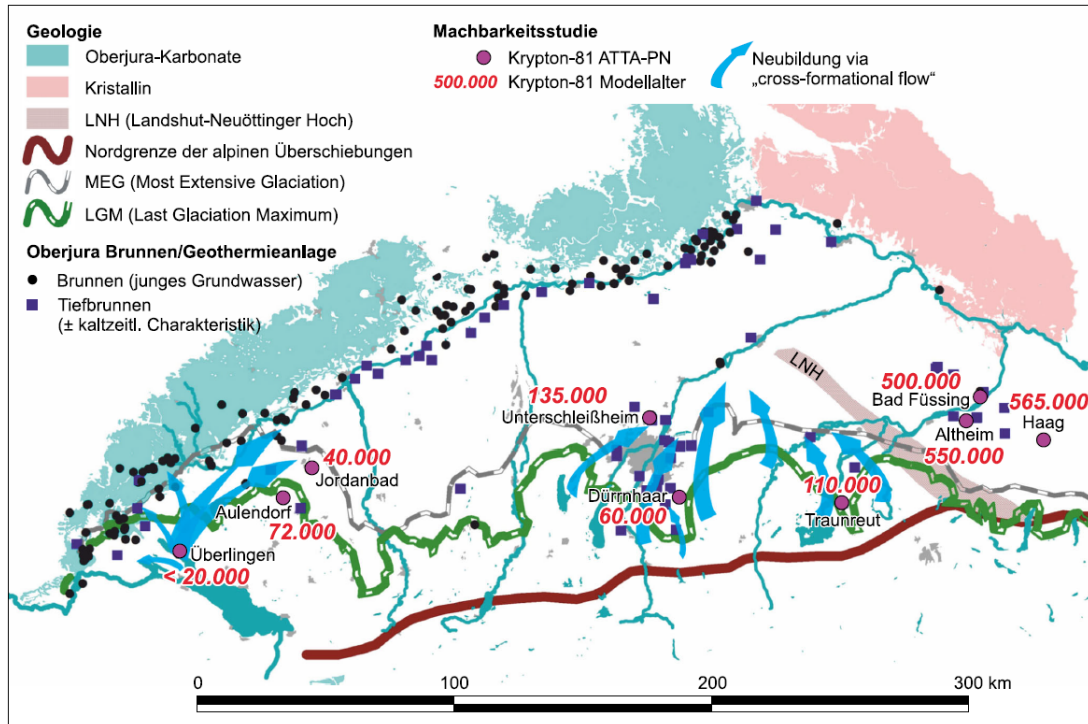 Geologie
Oberjura-Karbonate
Kristallin
LNH (Landshut-Neuöttinger Hoch)
Nordgrenze der alpinen Überschiebungen
MEG (Most Extensive Glaciation)
LGM (Last Glaciation Maximum)
Oberjura Brunnen/Geothermieanlage
Brunnen (junges Grundwasser)
Tiefbrunnen
(± kaltzeitl. Charakteristik)
Machbarkeitsstudie
Krypton-81 ATTA-PN
500.000 Krypton-81 Modellalter
Neubildung via
„cross-formational flow“
LNH
500.000
Bad Füssing
565.000
Haag
Altheim
550.000
135.000
Unterschleißheim
40.000
Jordanbad
Aulendorf
72.000
Dürrnhaar
60.000
110.000
Traunreut
Überlingen
< 20.000
0
100
200
300 km